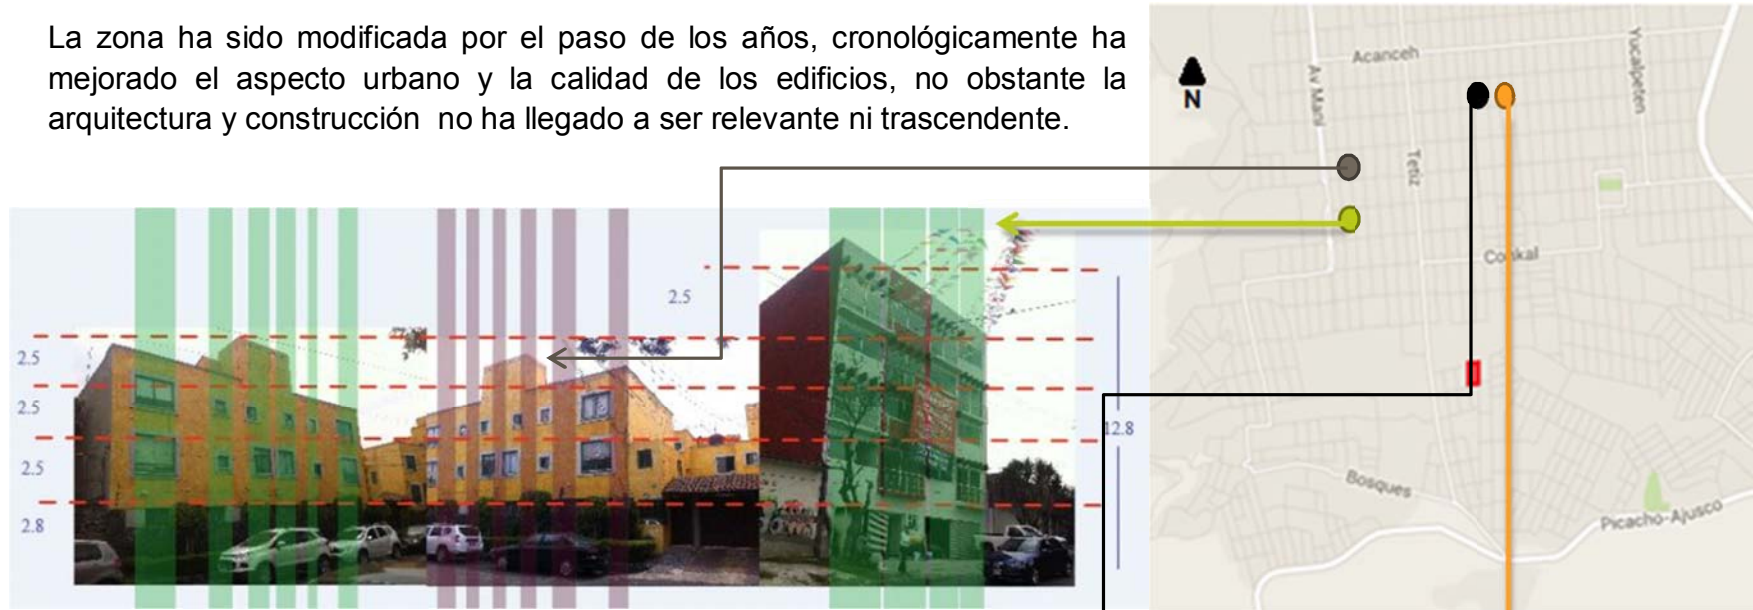 La zona ha sido modificada por el paso de los años, cronológicamente ha
mejorado el aspecto urbano y la calidad de los edificios, no obstante la
arquitectura y construcción no ha llegado a ser relevante ni trascendente.
N
Acanceh
Av Maní
Yucalpeten
Tetiz
Conkal
Bosques
Picacho-Ajusco
2.5
2.5
2.5
2.5
2.8
12.8